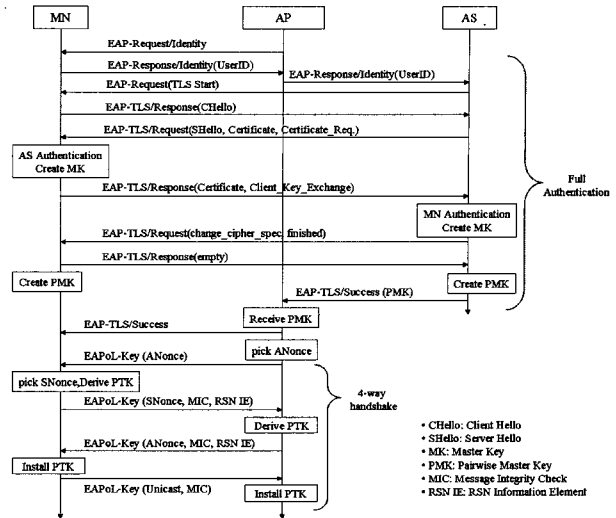 MN
AP
AS
EAP-Request/Identity
EAP-Response/Identity(UserID)
EAP-Response/Identity(UserID)
EAP-Request(TLS Start)
EAP-TLS/Response(CHello)
EAP-TLS/Request(SHello, Certificate, Certificate_Req.)
AS Authentication
Create MK
Full
Authentication
EAP-TLS/Response(Certificate, Client_Key_Exchange)
MN Authentication
Create MK
EAP-TLS/Request(change_cipher_spec, finished)
EAP-TLS/Response(empty)
Create PMK
Create PMK
EAP-TLS/Success (PMK)
Receive PMK
EAP-TLS/Success
pick ANonce
EAPoL-Key (ANonce)
pick SNonce,Derive PTK
4-way
handshake
EAPoL-Key (SNonce, MIC, RSN IE)
Derive PTK
EAPoL-Key (ANonce, MIC, RSN IE)
Install PTK
EAPoL-Key (Unicast, MIC)
Install PTK
• CHello: Client Hello
• SHello: Server Hello
• MK: Master Key
• PMK: Pairwise Master Key
• MIC: Message Integrity Check
• RSN IE: RSN Information Element